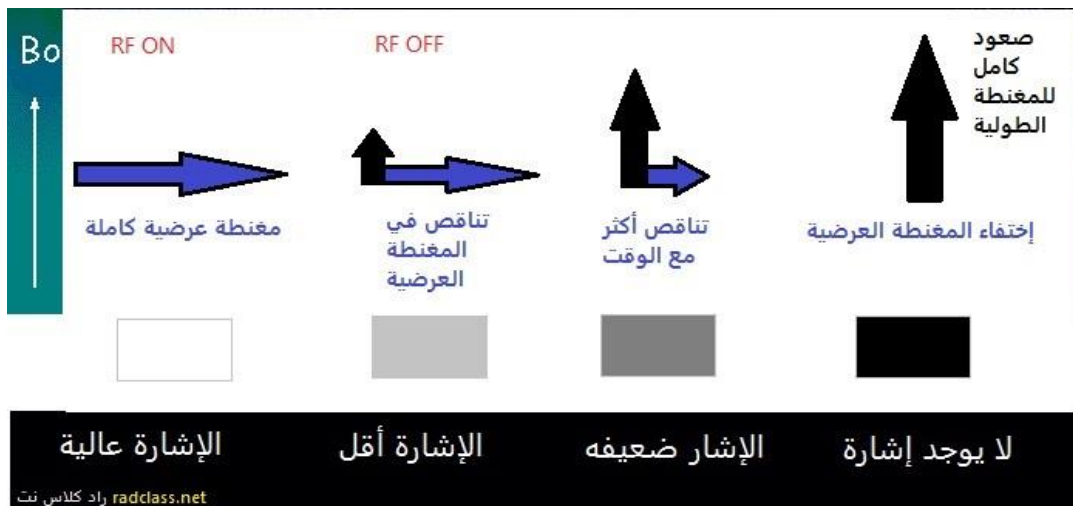 Bo
RF ON
RF OFF
صعود
كامل
للمغنطة
الطولية
مغنطة عرضية كاملة
تناقص في
المغنطة
العرضية
تناقص أكثر
مع الوقت
إختفاء المغنطة العرضية
الإشارة عالية
الإشارة أقل
الإشار ضعيفه
لا يوجد إشارة
راد كلاس نت radclass.net